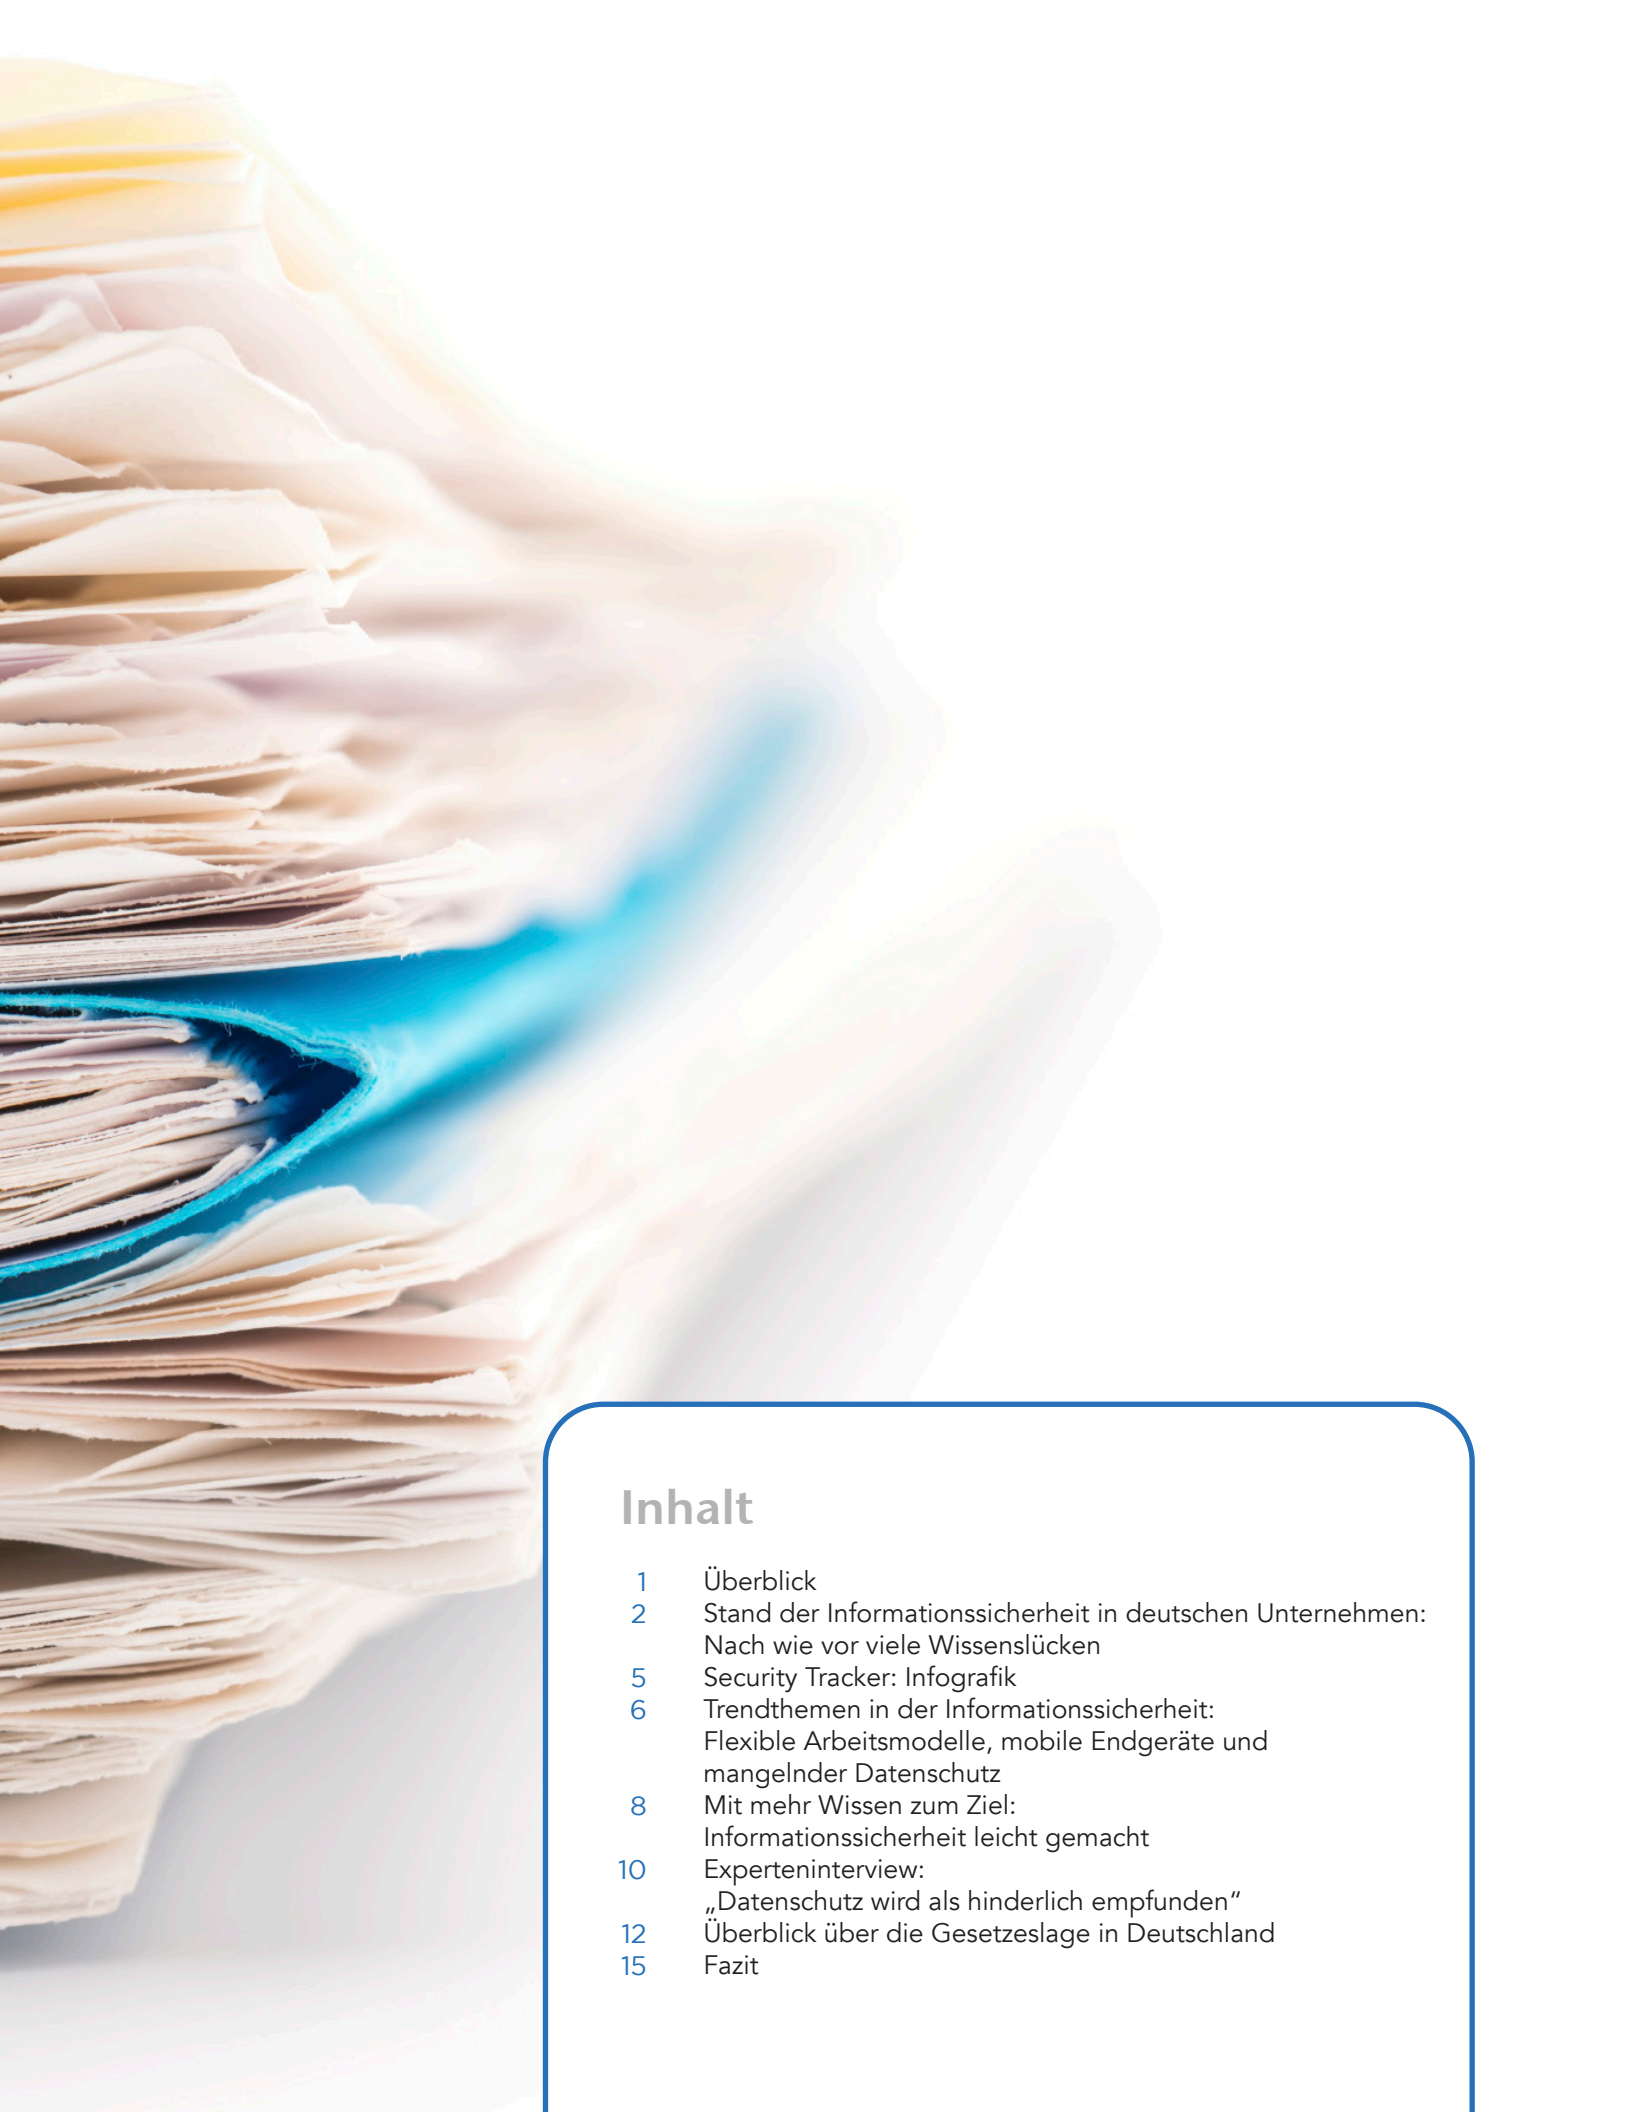 Inhalt
1 Überblick
2 Stand der Informationssicherheit in deutschen Unternehmen:
Nach wie vor viele Wissenslücken
5 Security Tracker: Infografik
6 Trendthemen in der Informationssicherheit:
Flexible Arbeitsmodelle, mobile Endgeräte und
mangelnder Datenschutz
8 Mit mehr Wissen zum Ziel:
Informationssicherheit leicht gemacht
10 Experteninterview:
„Datenschutz wird als hinderlich empfunden“
12 Überblick über die Gesetzeslage in Deutschland
15 Fazit